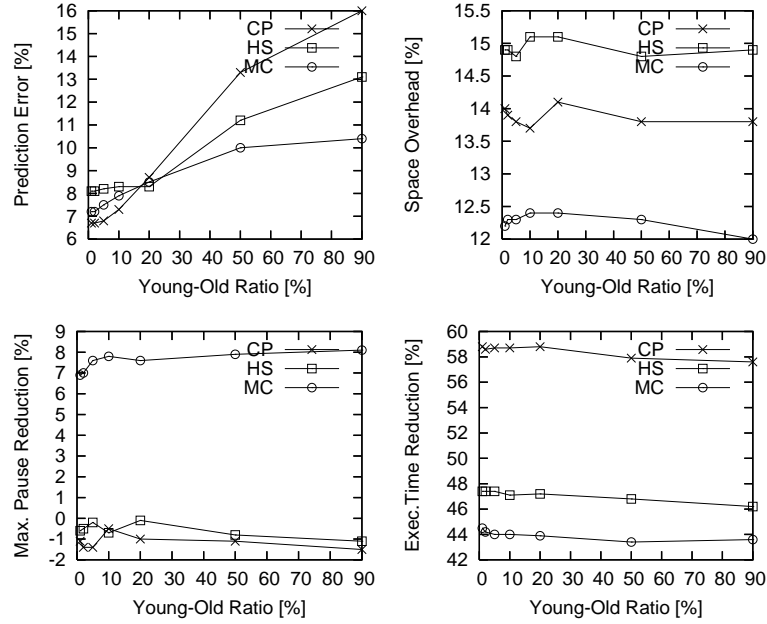 Prediction Error [%]
16
15
14
13
12
11
10
9
8
7
6
CP
HS
MC
0 10 20 30 40 50 60 70 80 90
Young-Old Ratio [%]
Space Overhead [%]
15.5
15
14.5
14
13.5
13
12.5
12
CP
HS
MC
0 10 20 30 40 50 60 70 80 90
Young-Old Ratio [%]
Max. Pause Reduction [%]
9
8
7
6
5
4
3
2
1
0
-1
-2
CP
HS
MC
0 10 20 30 40 50 60 70 80 90
Young-Old Ratio [%]
Exec.Time Reduction [%]
60
58
56
54
52
50
48
46
44
42
CP
HS
MC
0 10 20 30 40 50 60 70 80 90
Young-Old Ratio [%]